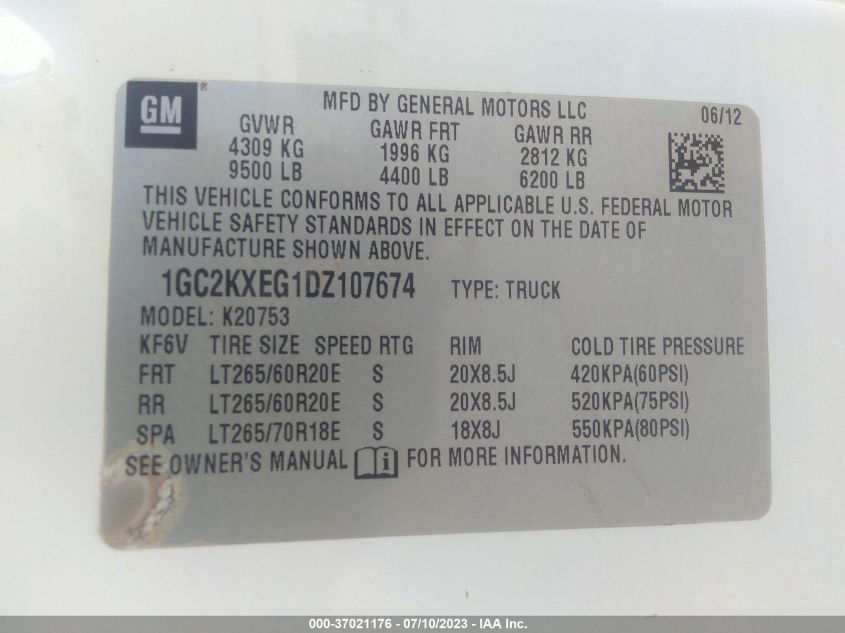 GM®
MFD BY GENERAL MOTORS LLC 06/12
GVWR GAWR FRT GAWR RR
4309 KG 1996 KG 2812 KG
9500 LB 4400 LB 6200 LB
THIS VEHICLE CONFORMS TO ALL APPLICABLE U.S. FEDERAL MOTOR
VEHICLE SAFETY STANDARDS IN EFFECT ON THE DATE OF
MANUFACTURE SHOWN ABOVE.
1GC2KXEG1DZ107674 TYPE: TRUCK
MODEL: K20753
KF6V TIRE SIZE SPEED RTG RIM COLD TIRE PRESSURE
FRT LT265/60R20E S 20X8.5J 420KPA(60PSI)
RR LT265/60R20E S 20X8.5J 520KPA(75PSI)
SPA LT265/70R18E S 18X8J 550KPA(80PSI)
SEE OWNER'S MANUAL FOR MORE INFORMATION.
000-37021176 - 07/10/2023 - IAA Inc.